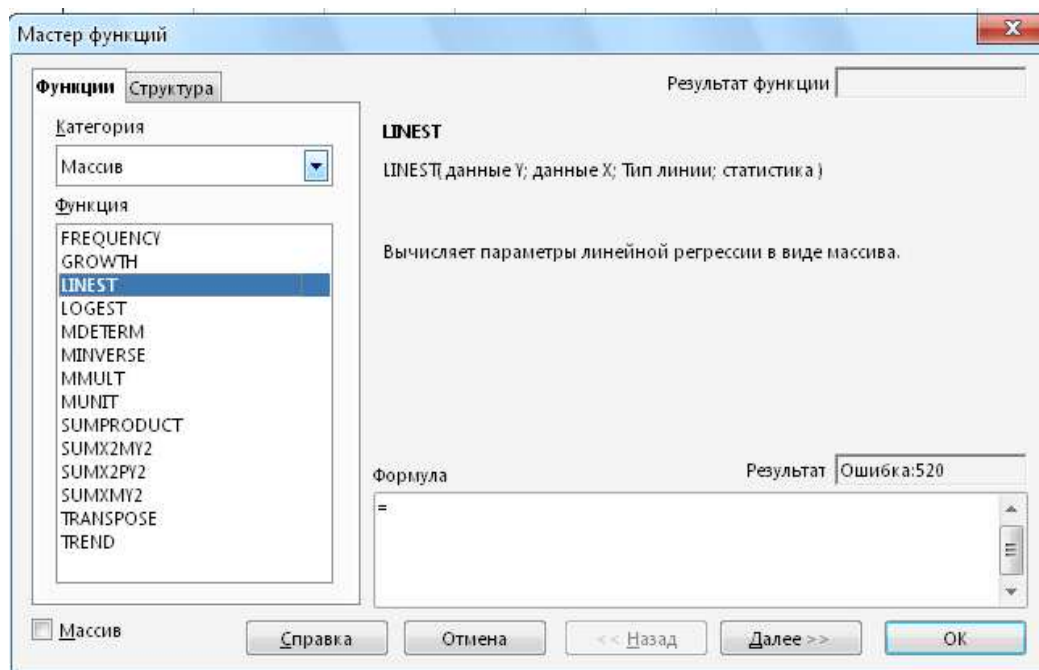 Мастер функций
Функции Структура
Результат функции
Категория
Массив
Функция
FREQUENCY
GROWTH
LINEST
LOGEST
MDETERM
MINVERSE
MMULT
MUNIT
SUMPRODUCT
SUMX2MY2
SUMX2PY2
SUMXMY2
TRANSPOSE
TREND
LINEST
LINEST( данные Y; данные X; Тип линии; статистика )
Вычисляет параметры линейной регрессии в виде массива.
Формула
Результат Ошибка:520
=
Массив
Справка
Отмена
<< Назад
Далее >>
OK